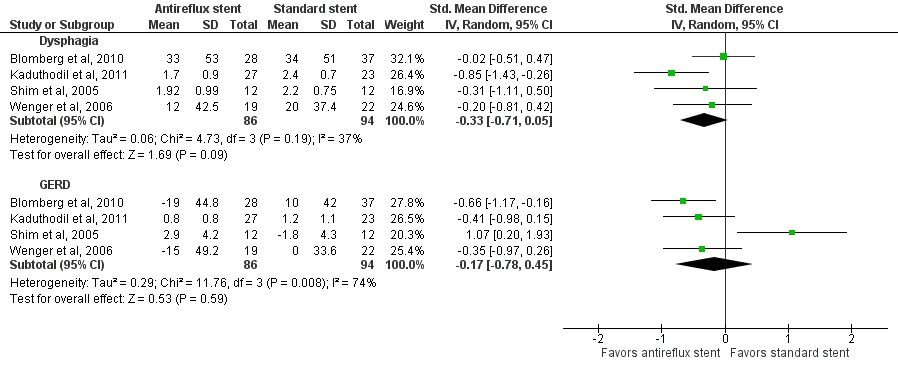 Antireflux stent Standard stent Std. Mean Difference Std. Mean Difference
Study or Subgroup Mean SD Total Mean SD Total Weight IV, Random, 95% CI IV, Random, 95% CI
Dysphagia
Blomberg et al, 2010 33 53 28 34 51 37 32.1% -0.02 [-0.51, 0.47]
Kaduthodil et al, 2011 1.7 0.9 27 2.4 0.7 23 26.4% -0.85 [-1.43, -0.26]
Shim et al, 2005 1.92 0.99 12 2.2 0.75 12 16.9% -0.31 [-1.11, 0.50]
Wenger et al, 2006 12 42.5 19 20 37.4 22 24.6% -0.20 [-0.81, 0.42]
Subtotal (95% CI) 86 94 100.0% -0.33 [-0.71, 0.05]
Heterogeneity: Tau² = 0.06; Chi² = 4.73, df = 3 (P = 0.19); I² = 37%
Test for overall effect: Z = 1.69 (P = 0.09)
GERD
Blomberg et al, 2010 -19 44.8 28 10 42 37 27.8% -0.66 [-1.17, -0.16]
Kaduthodil et al, 2011 0.8 0.8 27 1.2 1.1 23 26.5% -0.41 [-0.98, 0.15]
Shim et al, 2005 2.9 4.2 12 -1.8 4.3 12 20.3% 1.07 [0.20, 1.93]
Wenger et al, 2006 -15 49.2 19 0 33.6 22 25.4% -0.35 [-0.97, 0.26]
Subtotal (95% CI) 86 94 100.0% -0.17 [-0.78, 0.45]
Heterogeneity: Tau² = 0.29; Chi² = 11.76, df = 3 (P = 0.008); I² = 74%
Test for overall effect: Z = 0.53 (P = 0.59)
-2 -1 0 1 2
Favors antireflux stent Favors standard stent